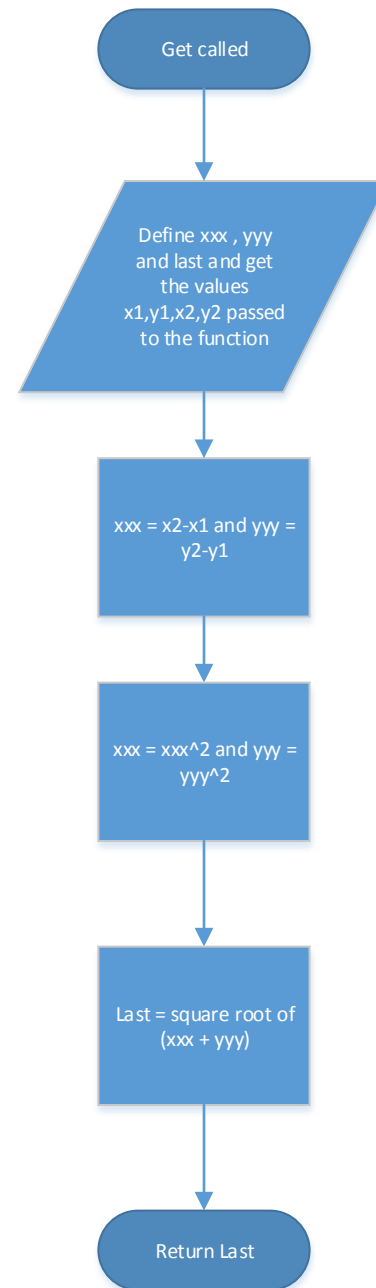 Get called
Define xxx , yyy
and last and get
the values
x1,y1,x2,y2 passed
to the function
xxx = x2-x1 and yyy =
y2-y1
xxx = xxx^2 and yyy =
yyy^2
Last = square root of
(xxx + yyy)
Return Last